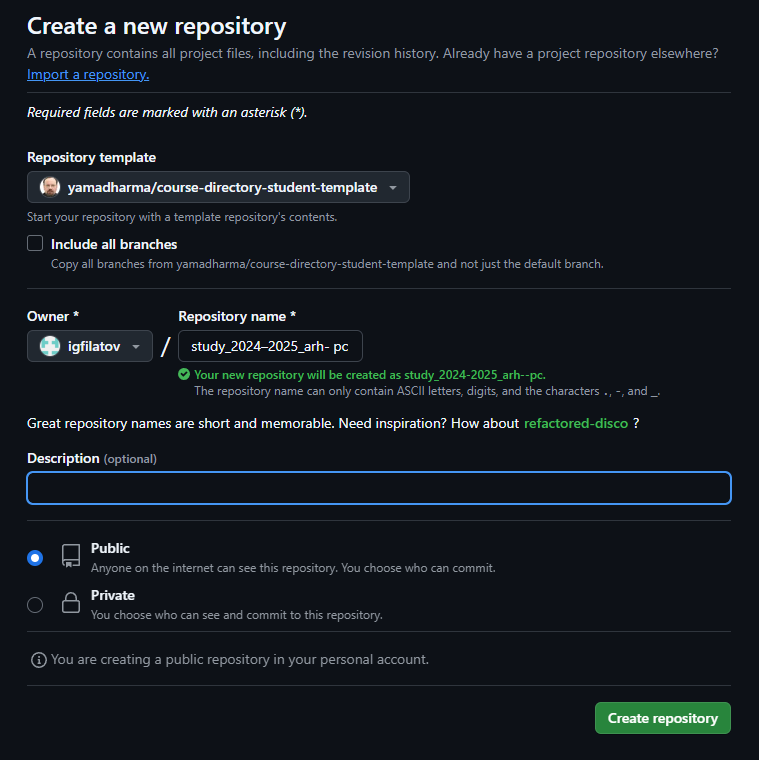 Create a new repository
A repository contains all project files, including the revision history. Already have a project repository elsewhere?
Import a repository.
Required fields are marked with an asterisk (*).
Repository template
yamadharma/course-directory-student-template
Start your repository with a template repository's contents.
Include all branches
Copy all branches from yamadharma/course-directory-student-template and not just the default branch.
Owner * Repository name *
igfilatov / study_2024–2025_arh- pc
Your new repository will be created as study_2024-2025_arh--pc.
The repository name can only contain ASCII letters, digits, and the characters ., -, and _.
Great repository names are short and memorable. Need inspiration? How about refactored-disco ?
Description (optional)
Public
Anyone on the internet can see this repository. You choose who can commit.
Private
You choose who can see and commit to this repository.
You are creating a public repository in your personal account.
Create repository